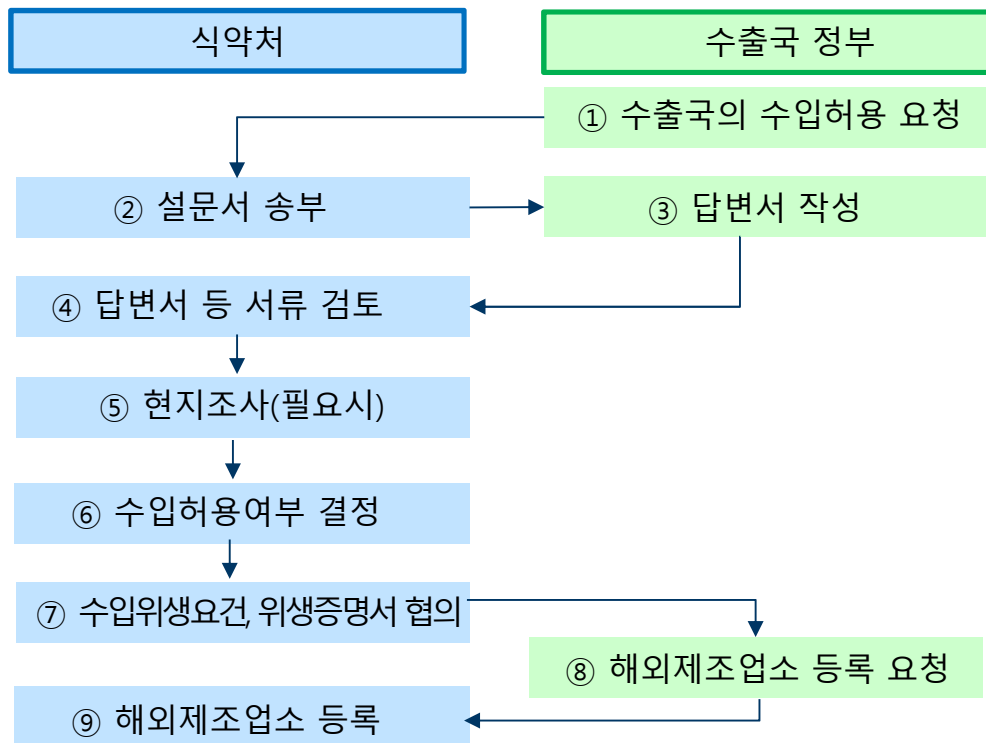 식약처
수출국 정부
① 수출국의 수입허용 요청
② 설문서 송부
③ 답변서 작성
④ 답변서 등 서류 검토
⑤ 현지조사(필요시)
⑥ 수입허용여부 결정
⑦ 수입위생요건, 위생증명서 협의
⑧ 해외제조업소 등록 요청
⑨ 해외제조업소 등록